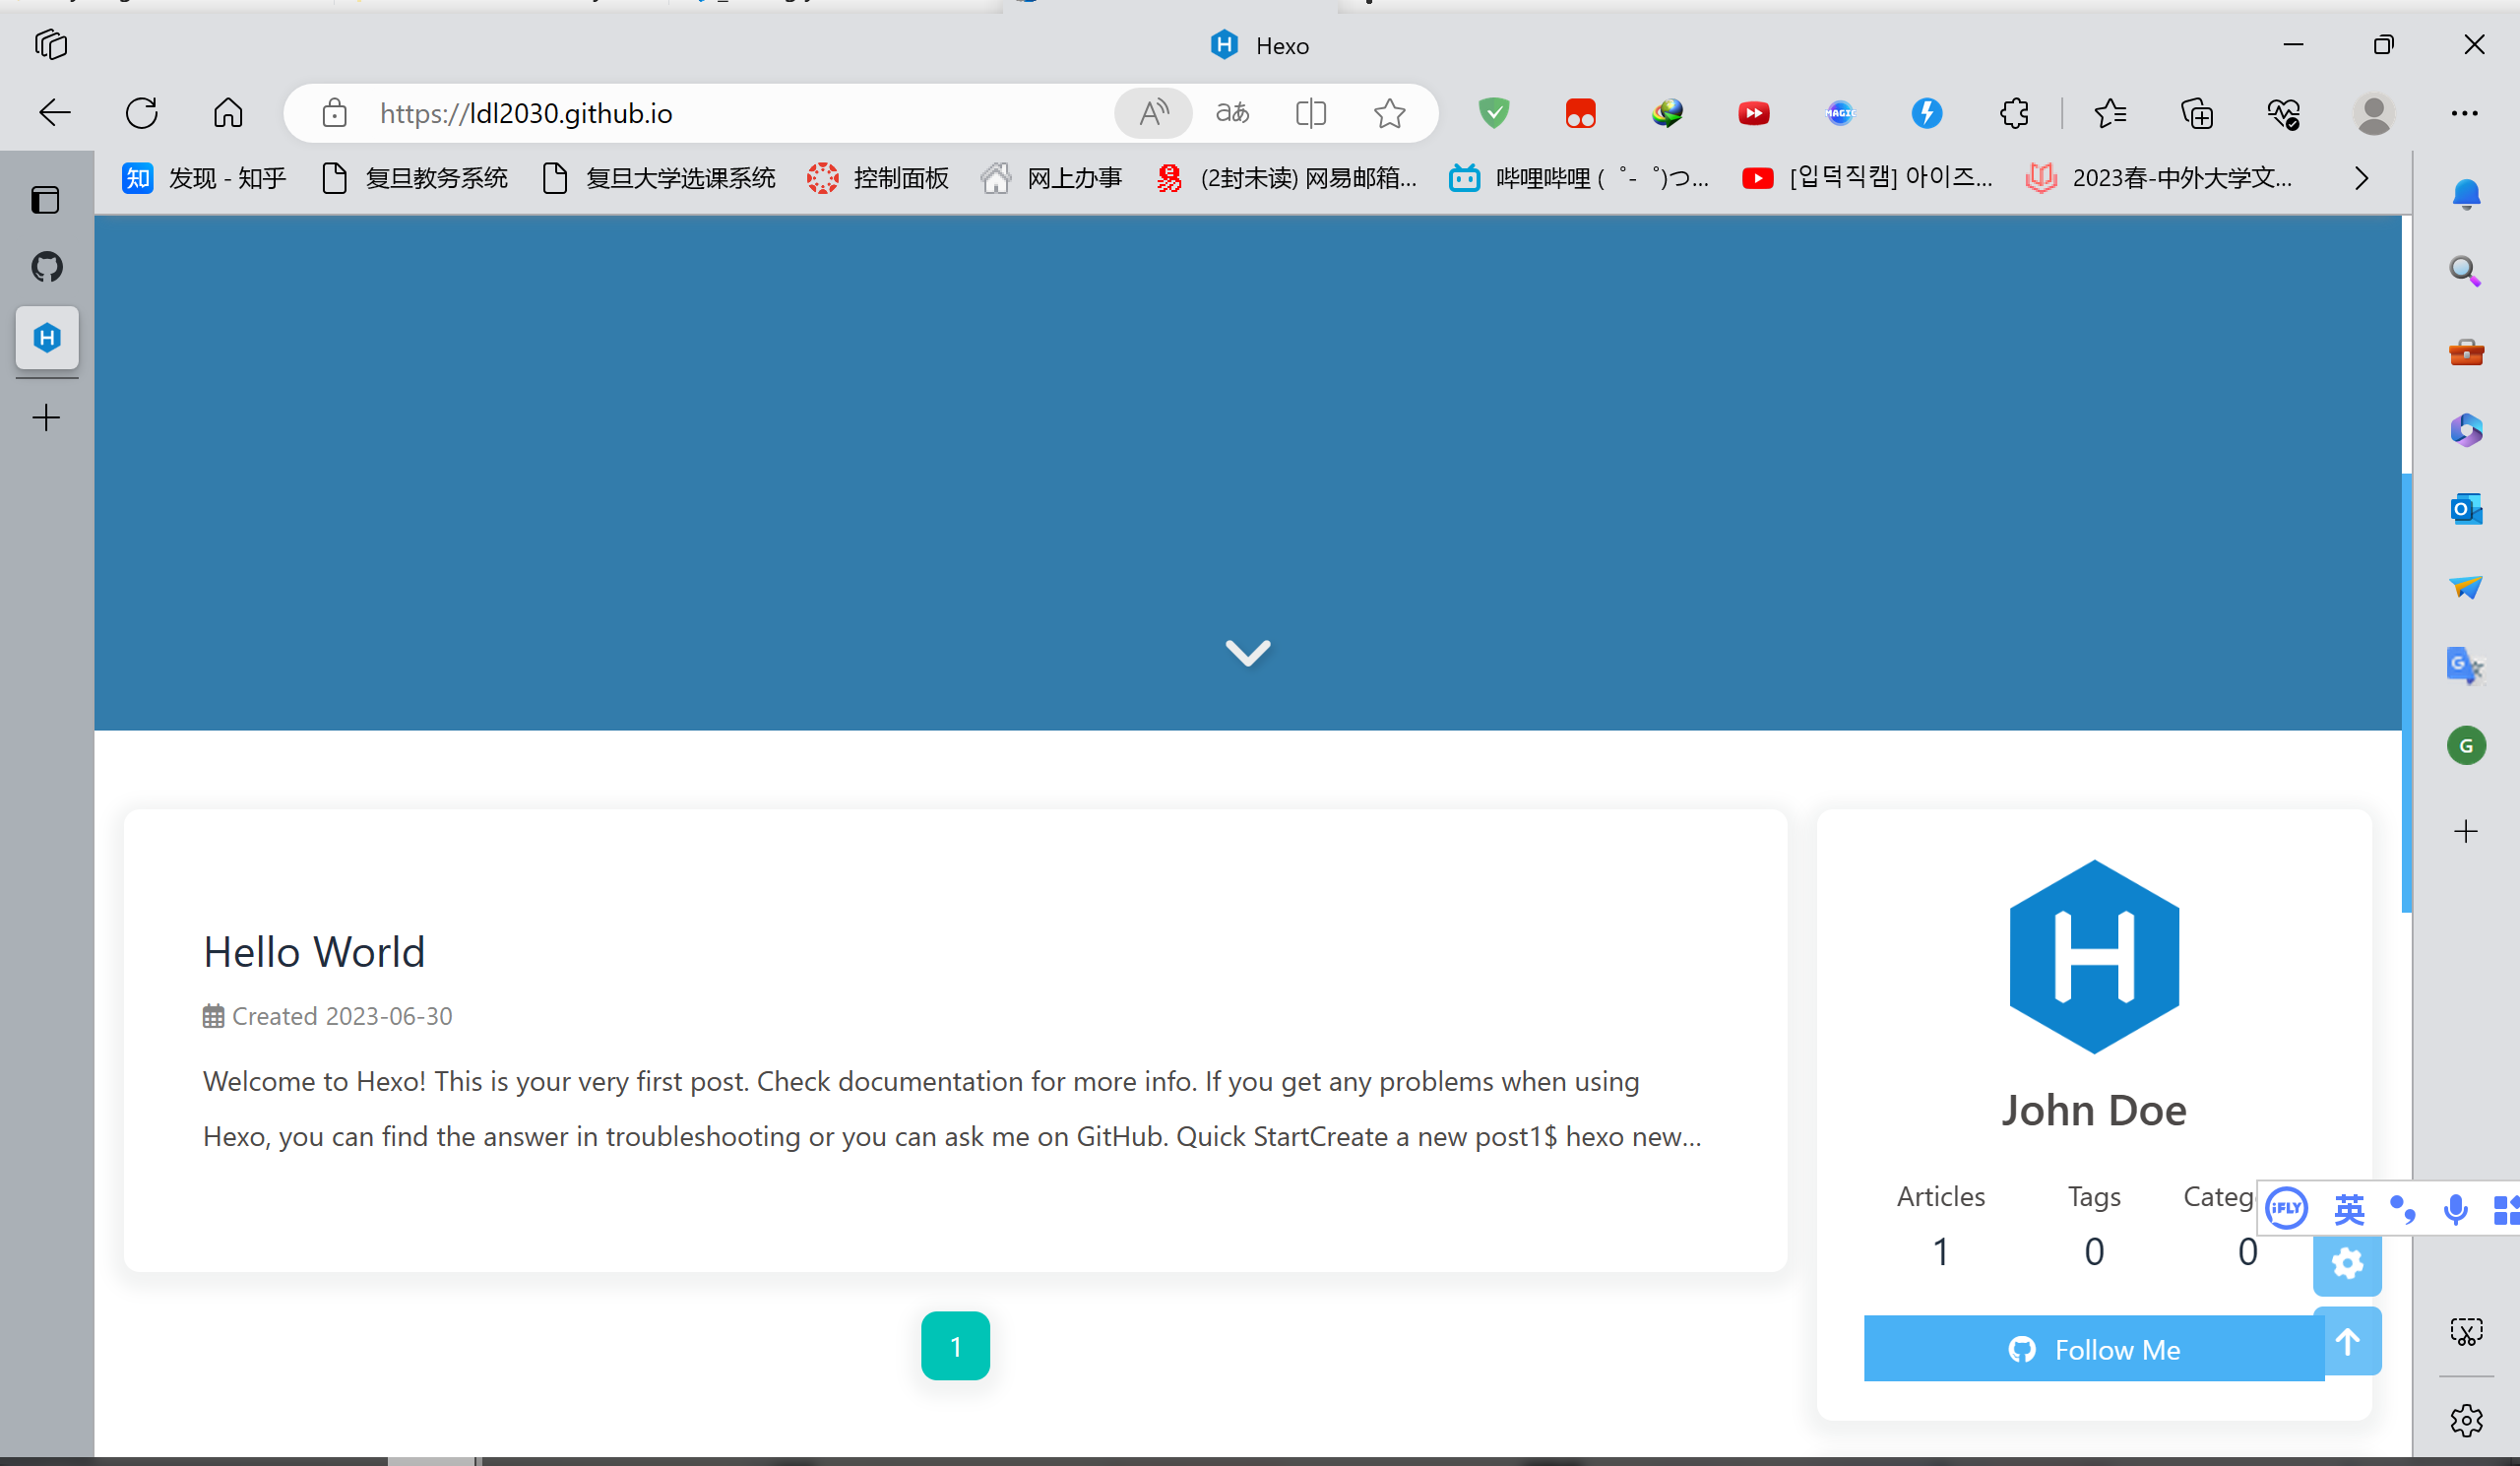 Hexo
https://ldl2030.github.io
发现 - 知乎
复旦教务系统
复旦大学选课系统
控制面板
网上办事
(2封未读) 网易邮箱...
哔哩哔哩 (゜-゜)つ...
[입덕직캠] 아이즈...
2023春-中外大学文...
Hello World
Created 2023-06-30
Welcome to Hexo! This is your very first post. Check documentation for more info. If you get any problems when using
Hexo, you can find the answer in troubleshooting or you can ask me on GitHub. Quick StartCreate a new post1$ hexo new...
1
John Doe
Articles
Tags
Categ
1
0
0
Follow Me
iFLY
英